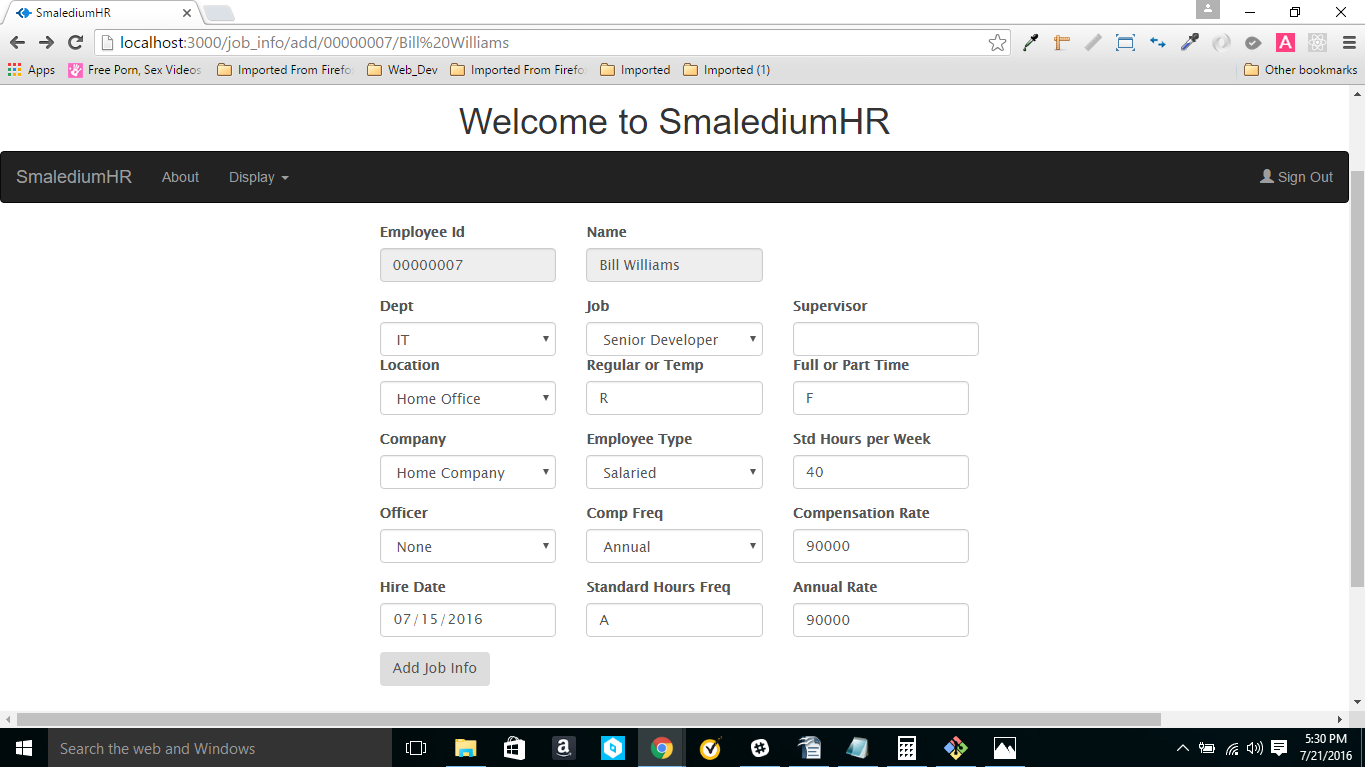 SmalediumHR
localhost:3000/job_info/add/00000007/Bill%20Williams
Apps Free Porn, Sex Videos Imported From Firefo Web_Dev Imported From Firefo Imported Imported (1) Other bookmarks
Welcome to SmalediumHR
SmalediumHR About Display Sign Out
Employee Id Name
00000007 Bill Williams
Dept Job Supervisor
IT Senior Developer
Location Regular or Temp Full or Part Time
Home Office R F
Company Employee Type Std Hours per Week
Home Company Salaried 40
Officer Comp Freq Compensation Rate
None Annual 90000
Hire Date Standard Hours Freq Annual Rate
07/15/2016 A 90000
Add Job Info
Search the web and Windows
5:30 PM
7/21/2016